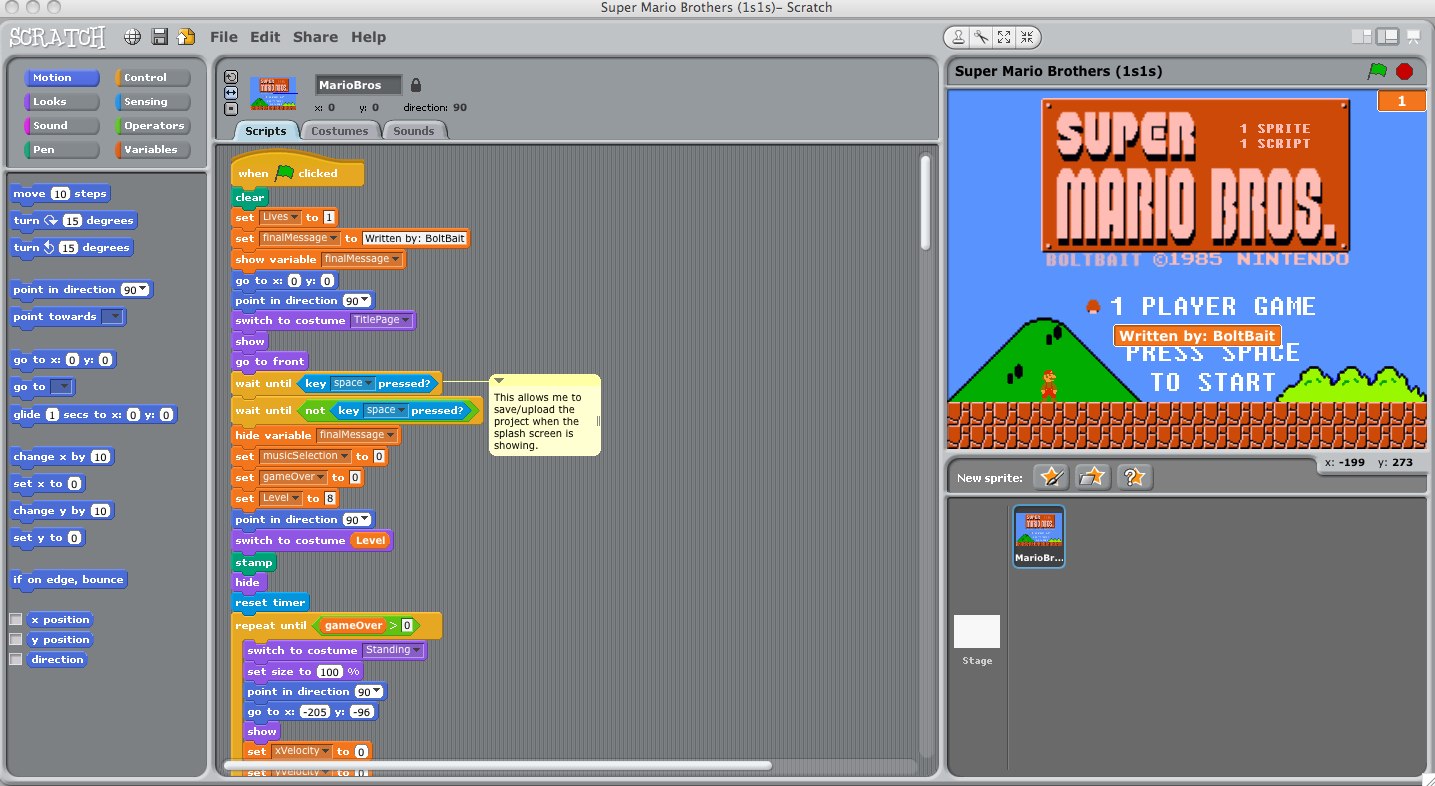 Super Mario Brothers (1s1s)- Scratch
SCRATCH
File Edit Share Help
Motion Control
Looks Sensing
Sound Operators
Pen Variables
move 10 steps
turn 15 degrees
turn 15 degrees
point in direction 90
point towards
go to x: 0 y: 0
go to
glide 1 secs to x: 0 y: 0
change x by 10
set x to 0
change y by 10
set y to 0
if on edge, bounce
x position
y position
direction
MarioBros
x: 0 y: 0 direction: 90
Scripts Costumes Sounds
when clicked
clear
set Lives to 1
set finalMessage to Written by: BoltBait
show variable finalMessage
go to x: 0 y: 0
point in direction 90
switch to costume TitlePage
show
go to front
wait until key space pressed?
wait until not key space pressed?
hide variable finalMessage
set musicSelection to 0
set gameOver to 0
set Level to 8
point in direction 90
switch to costume Level
stamp
hide
reset timer
repeat until gameOver > 0
switch to costume Standing
set size to 100 %
point in direction 90
go to x: -205 y: -96
show
set xVelocity to 0
set yVelocity to 0
This allows me to
save/upload the
project when the
splash screen is
showing.
Super Mario Brothers (1s1s)
1
SUPER
1 SPRITE
1 SCRIPT
MARIO BROS.
BOLTBAIT ©1985 NINTENDO
1 PLAYER GAME
Written by: BoltBait
PRESS SPACE
TO START
x: -199 y: 273
New sprite:
MarioBr...
Stage